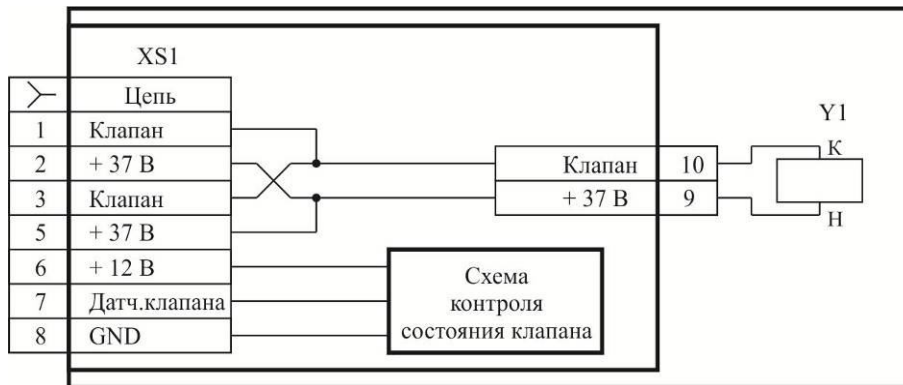 XS1
Цепь
1 Клапан
2 + 37 В
3 Клапан
5 + 37 В
6 + 12 В
7 Датч.клапана
8 GND
Клапан 10
+ 37 В 9
Y1
К
Н
Схема
контроля
состояния клапана